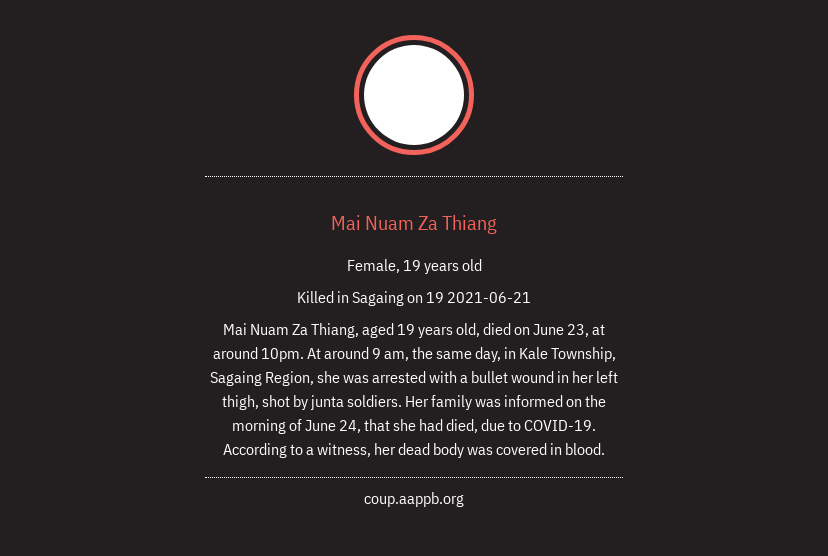 Mai Nuam Za Thiang
Female, 19 years old
Killed in Sagaing on 19 2021-06-21
Mai Nuam Za Thiang, aged 19 years old, died on June 23, at
around 10pm. At around 9 am, the same day, in Kale Township,
Sagaing Region, she was arrested with a bullet wound in her left
thigh, shot by junta soldiers. Her family was informed on the
morning of June 24, that she had died, due to COVID-19.
According to a witness, her dead body was covered in blood.
coup.aappb.org